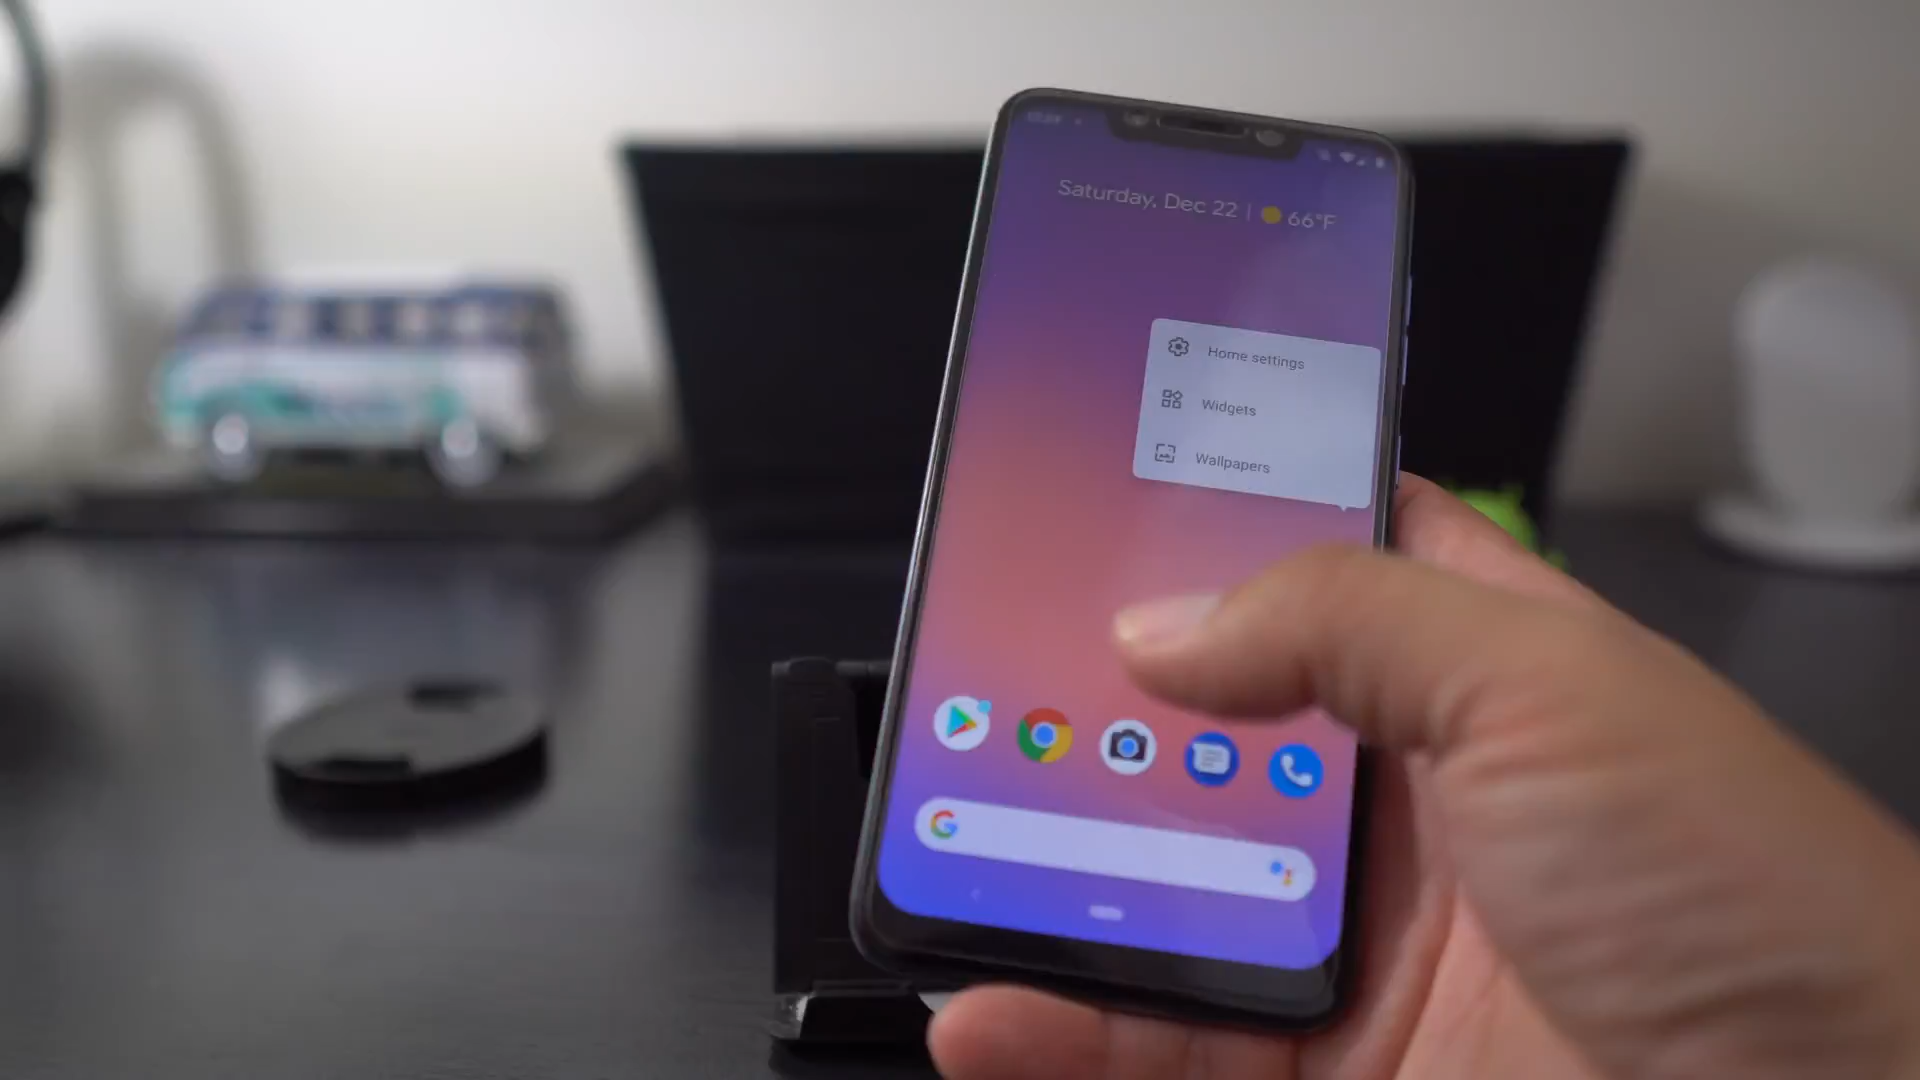 Saturday, Dec 22 | 66°F
Home settings
Widgets
Wallpapers
G